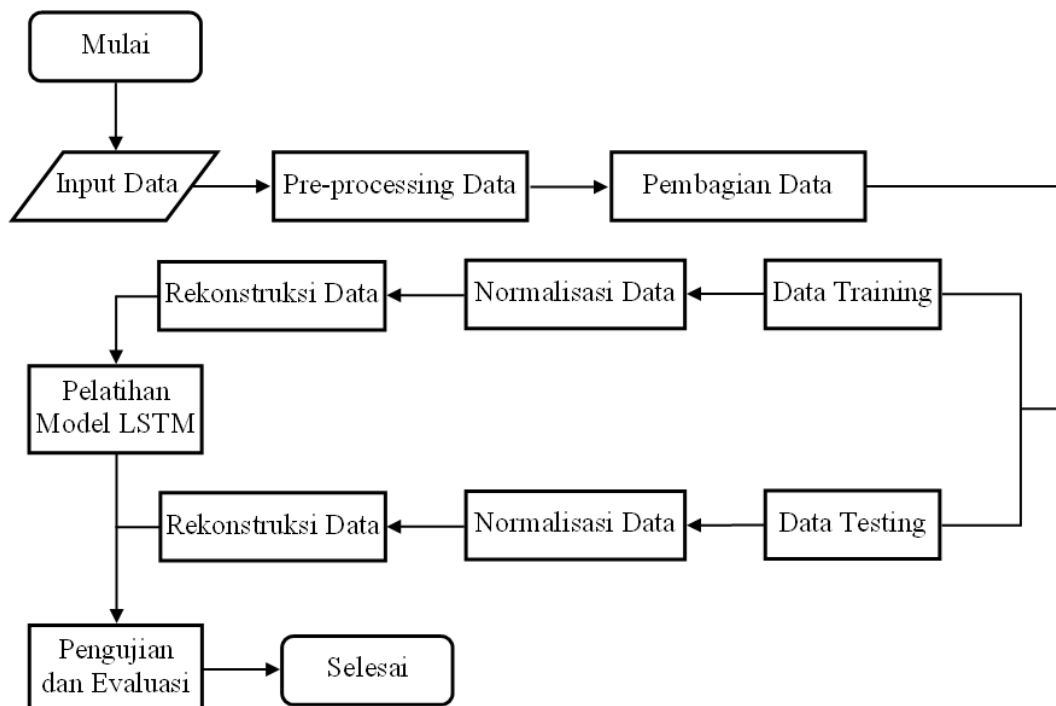 Mulai
Input Data
Pre-processing Data
Pembagian Data
Rekonstruksi Data
Normalisasi Data
Data Training
Pelatihan
Model LSTM
Rekonstruksi Data
Normalisasi Data
Data Testing
Pengujian
dan Evaluasi
Selesai